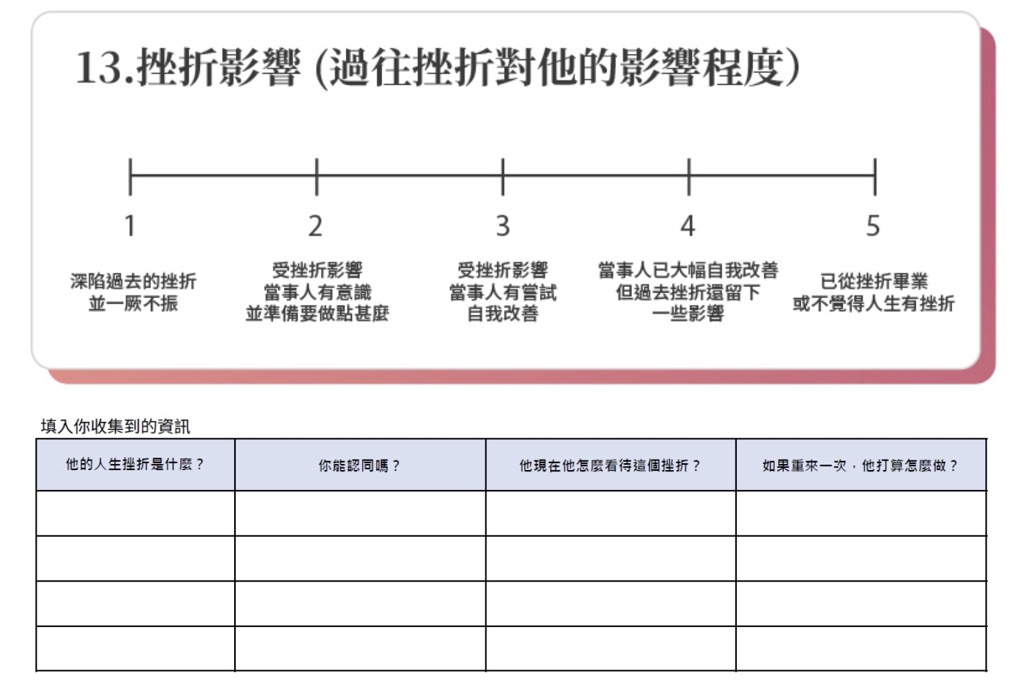 13.挫折影響 (過往挫折對他的影響程度)
1
2
3
4
5
深陷過去的挫折
並一厥不振
受挫折影響
當事人有意識
並準備要做點甚麼
受挫折影響
當事人有嘗試
自我改善
當事人已大幅自我改善
但過去挫折還留下
一些影響
已從挫折畢業
或不覺得人生有挫折
填入你收集到的資訊
他的人生挫折是什麼？
你能認同嗎？
他現在他怎麼看待這個挫折？
如果重來一次，他打算怎麼做？